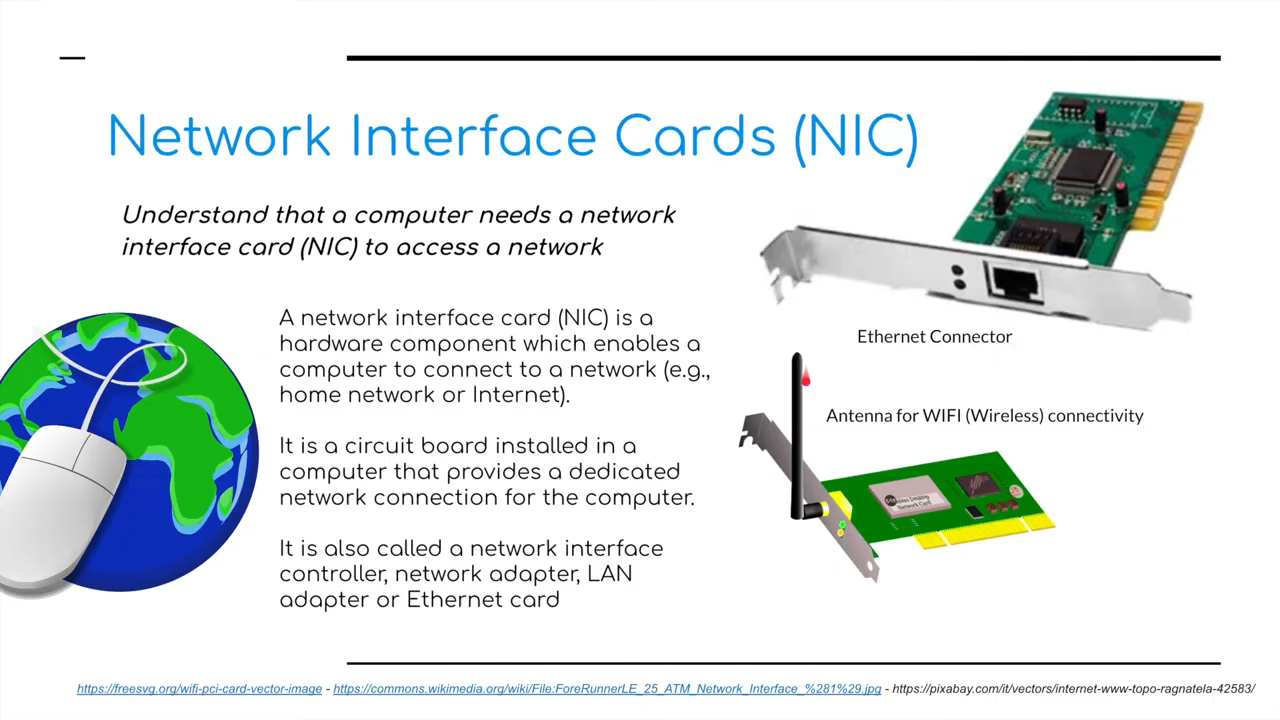 Network Interface Cards (NIC)
Understand that a computer needs a network
interface card (NIC) to access a network
A network interface card (NIC) is a
hardware component which enables a
computer to connect to a network (e.g.,
home network or Internet).
It is a circuit board installed in a
computer that provides a dedicated
network connection for the computer.
It is also called a network interface
controller, network adapter, LAN
adapter or Ethernet card
Ethernet Connector
Antenna for WIFI (Wireless) connectivity
Desktop
Network Card
https://freesvg.org/wifi-pci-card-vector-image - https://commons.wikimedia.org/wiki/File:ForeRunnerLE_25_ATM_Network_Interface_%281%29.jpg - https://pixabay.com/it/vectors/internet-www-topo-ragnatela-42583/